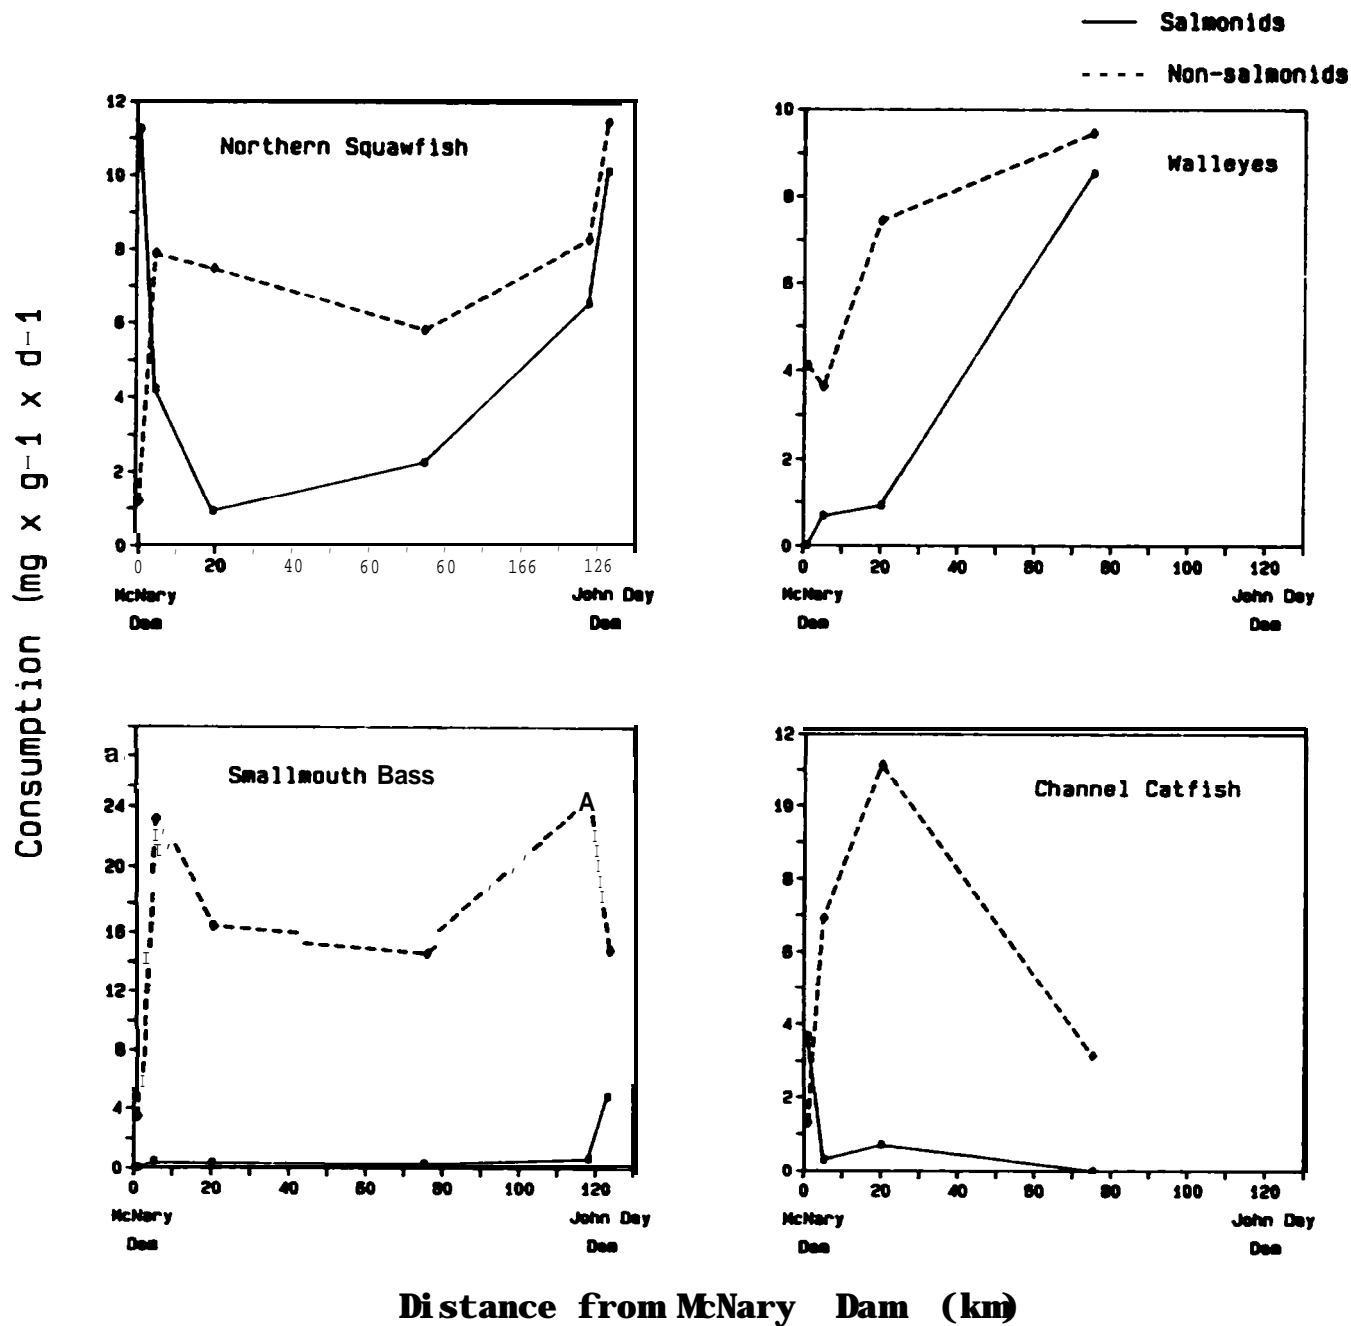 Salmonids
Non-salmonids
Consumption (mg x g-1 x d-1
12
Northern Squawfish
10
8
6
4
2
0
0 20 40 60 60 166 126
McNary John Day
Dam Dam
10
Walleyes
8
6
4
2
0
0 20 40 60 80 100 120
McNary John Day
Dam Dam
a.
Smallmouth Bass
24 A
20
16
12
8
4
0
0 20 40 60 80 100 120
McNary John Day
Dam Dam
12
Channel Catfish
10
8
6
4
2
0
0 20 40 60 80 100 120
McNary John Day
Dam Dam
Distance from McNary Dam (km)